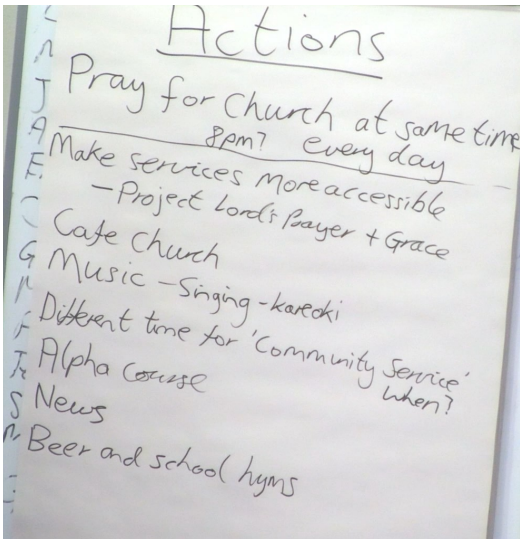 Actions
Pray for Church at same time
8pm? every day
Make services more accessible
- Project Lord's Prayer + Grace
Cafe Church
Music - Singing - kareoki
Different time for 'Community Service'
When?
Alpha course
News
Beer and school hyms